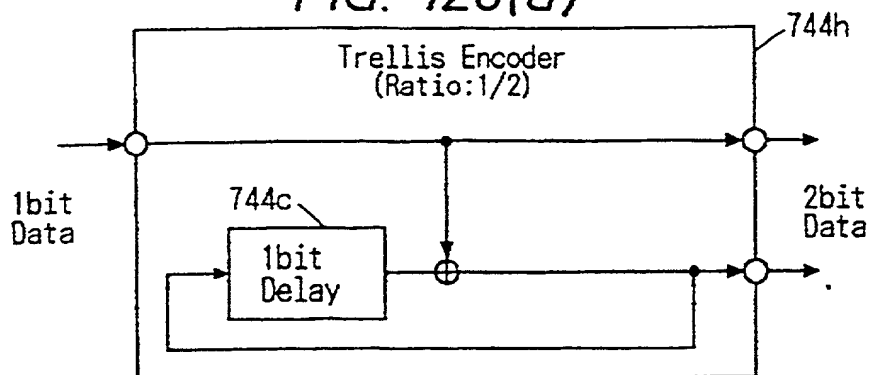 744h
Trellis Encoder
(Ratio:1/2)
1bit
Data
744c
1bit
Delay
2bit
Data